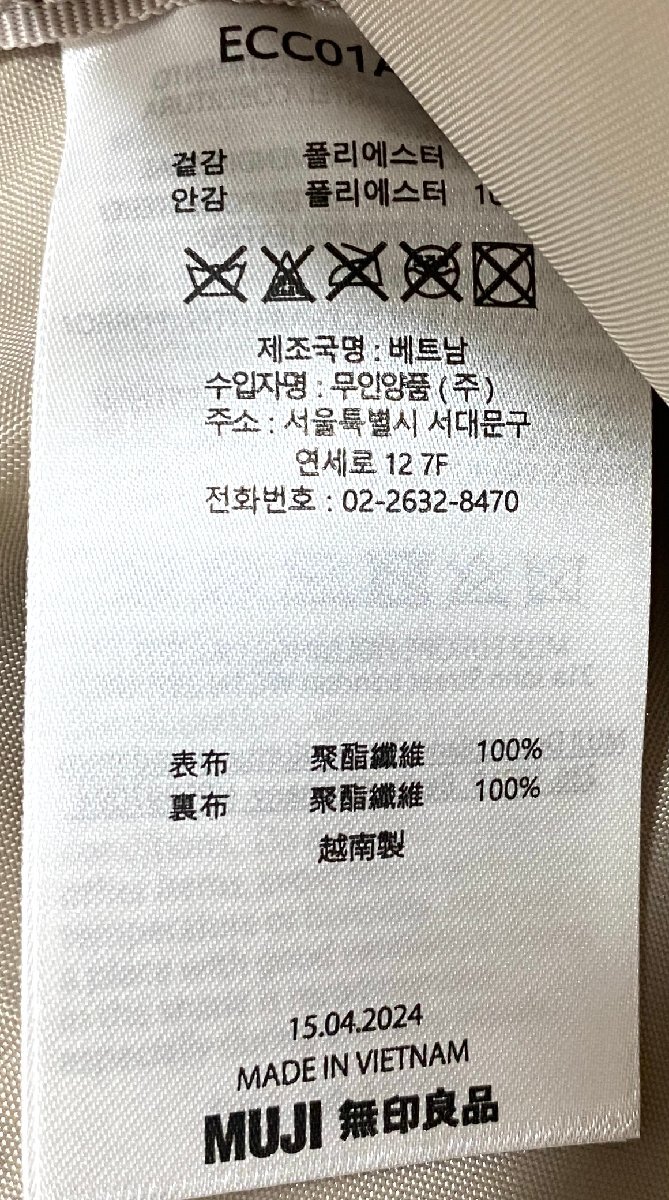 ECC01A
겉감 폴리에스터
안감 폴리에스터
제조국명 : 베트남
수입자명 : 무인양품 ( 주 )
주소 : 서울특별시 서대문구
연세로 12 7F
전화번호 : 02-2632-8470
表布 聚酯纖維 100%
裏布 聚酯纖維 100%
越南製
15.04.2024
MADE IN VIETNAM
MUJI 無印良品